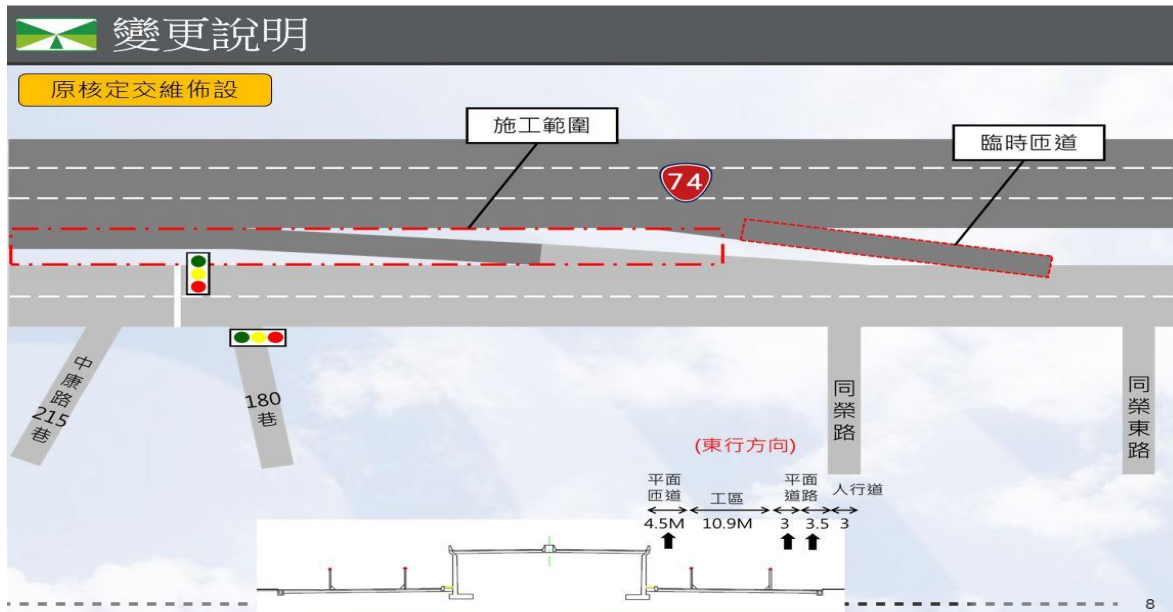 變更說明
原核定交維佈設
施工範圍
臨時匝道
74
中康路215巷
180巷
同榮路
同榮東路
(東行方向)
平面匝道
工區
平面道路
人行道
4.5M 10.9M 3 3.5 3
8